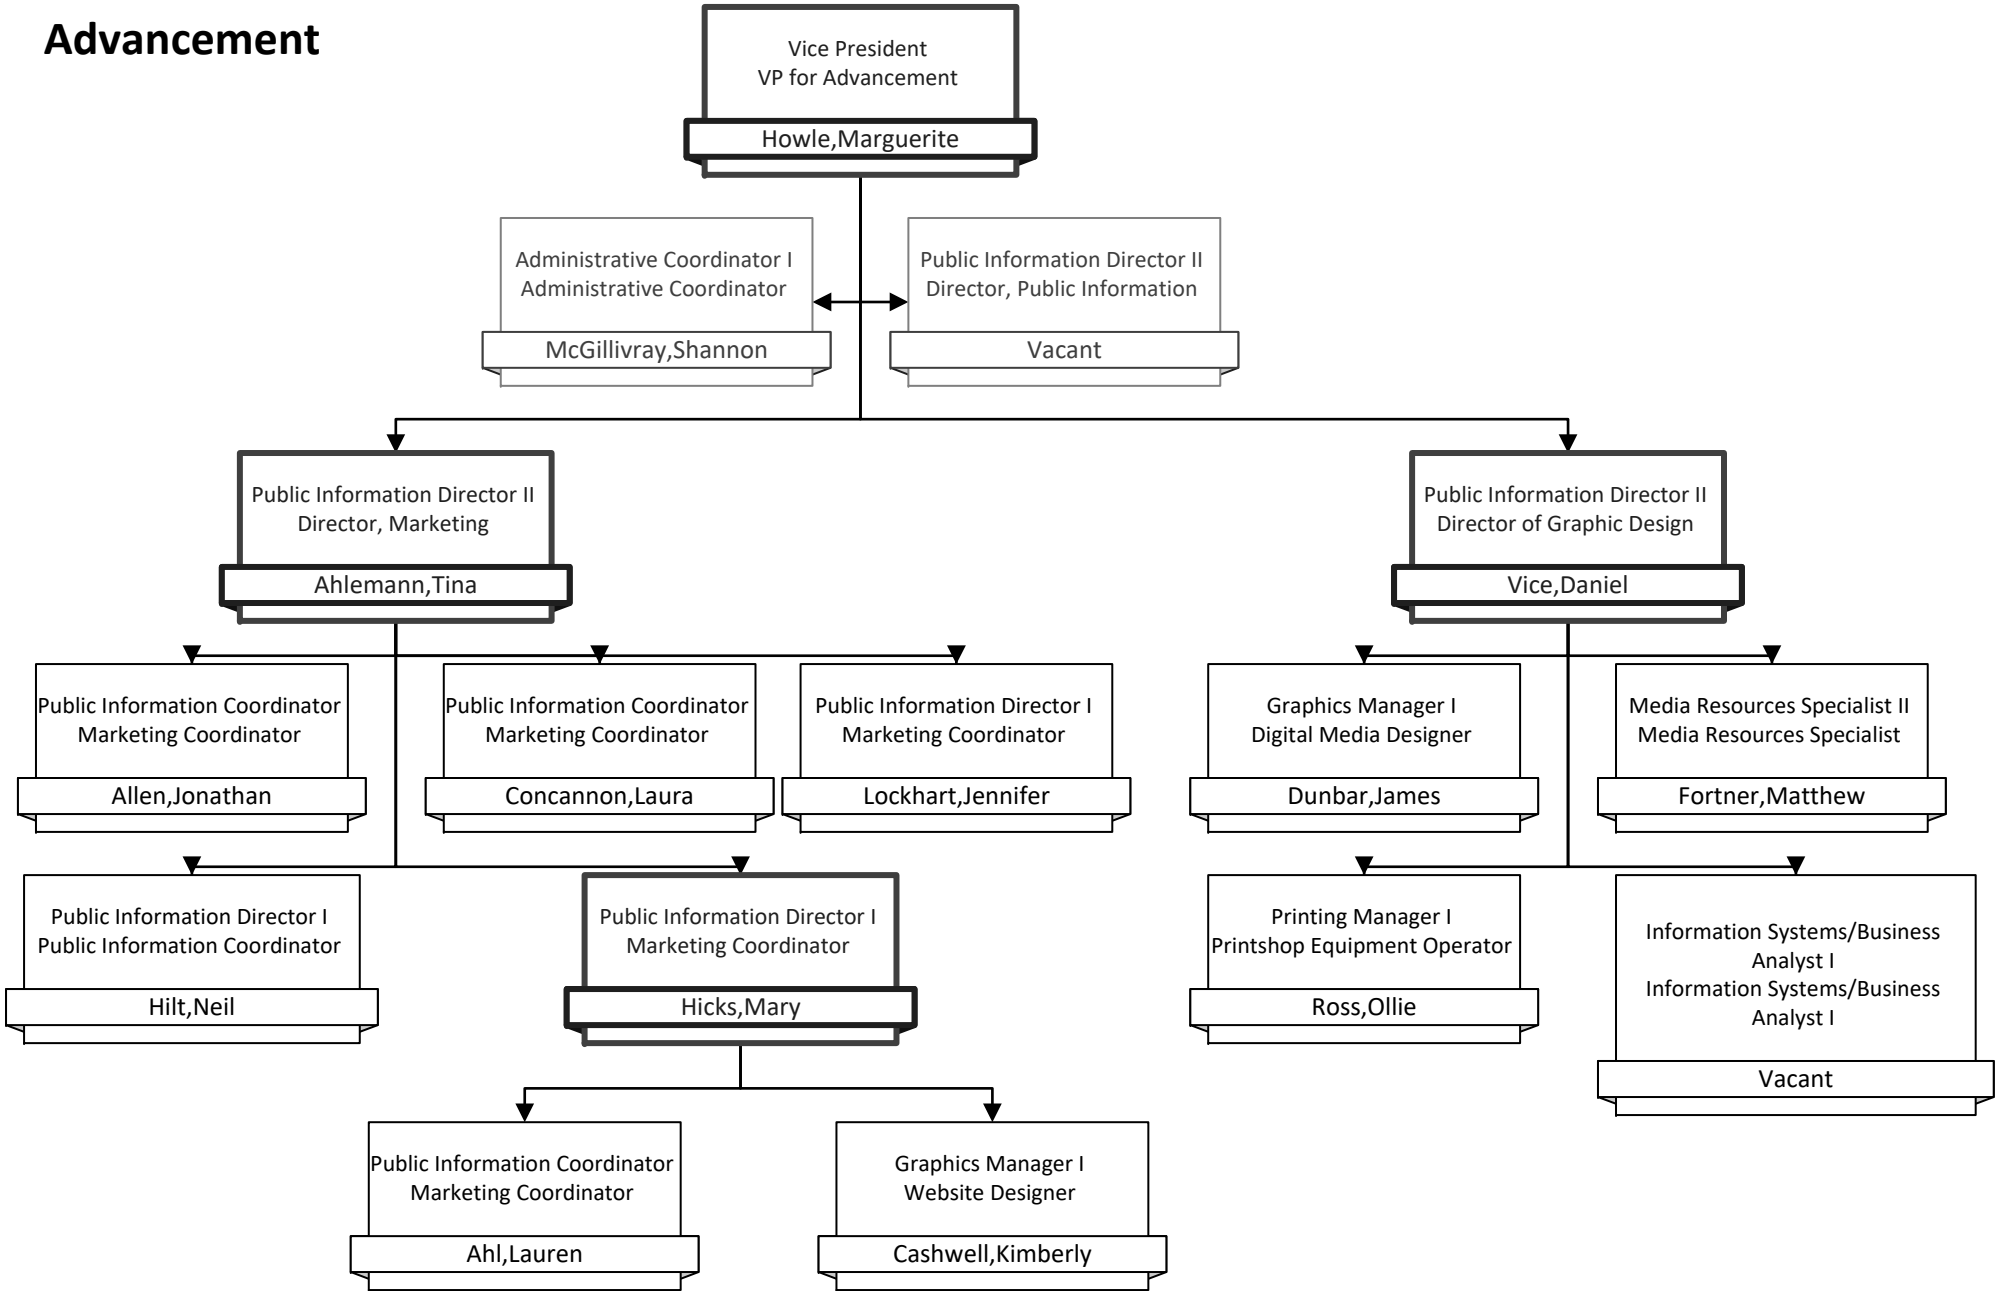 Advancement
Vice President
VP for Advancement
Howle,Marguerite
Administrative Coordinator I
Administrative Coordinator
McGillivray,Shannon
Public Information Director II
Director, Public Information
Vacant
Public Information Director II
Director, Marketing
Ahlemann,Tina
Public Information Director II
Director of Graphic Design
Vice,Daniel
Public Information Coordinator
Marketing Coordinator
Allen,Jonathan
Public Information Coordinator
Marketing Coordinator
Concannon,Laura
Public Information Director I
Marketing Coordinator
Lockhart,Jennifer
Graphics Manager I
Digital Media Designer
Dunbar,James
Media Resources Specialist II
Media Resources Specialist
Fortner,Matthew
Public Information Director I
Public Information Coordinator
Hilt,Neil
Public Information Director I
Marketing Coordinator
Hicks,Mary
Printing Manager I
Printshop Equipment Operator
Ross,Ollie
Information Systems/Business
Analyst I
Information Systems/Business
Analyst I
Vacant
Public Information Coordinator
Marketing Coordinator
Ahl,Lauren
Graphics Manager I
Website Designer
Cashwell,Kimberly